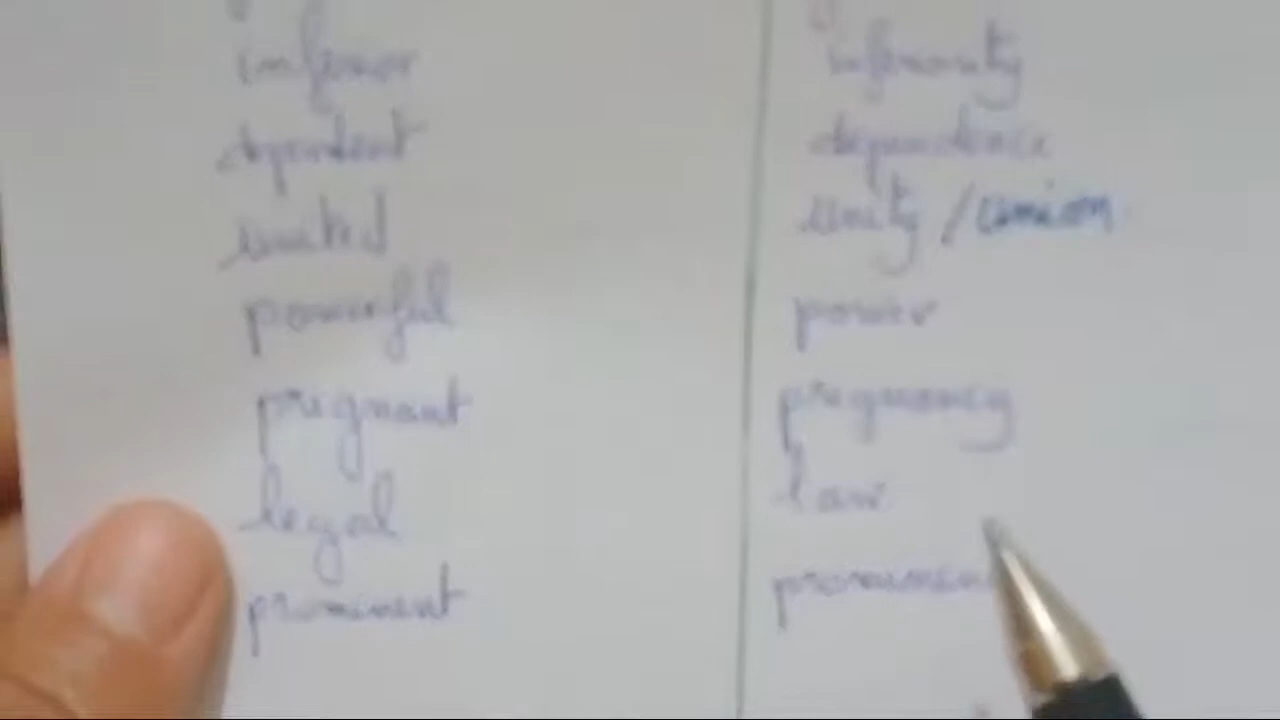 inferior inferiority
dependent dependence
united unity / union
powerful power
pregnant pregnancy
legal law
prominent